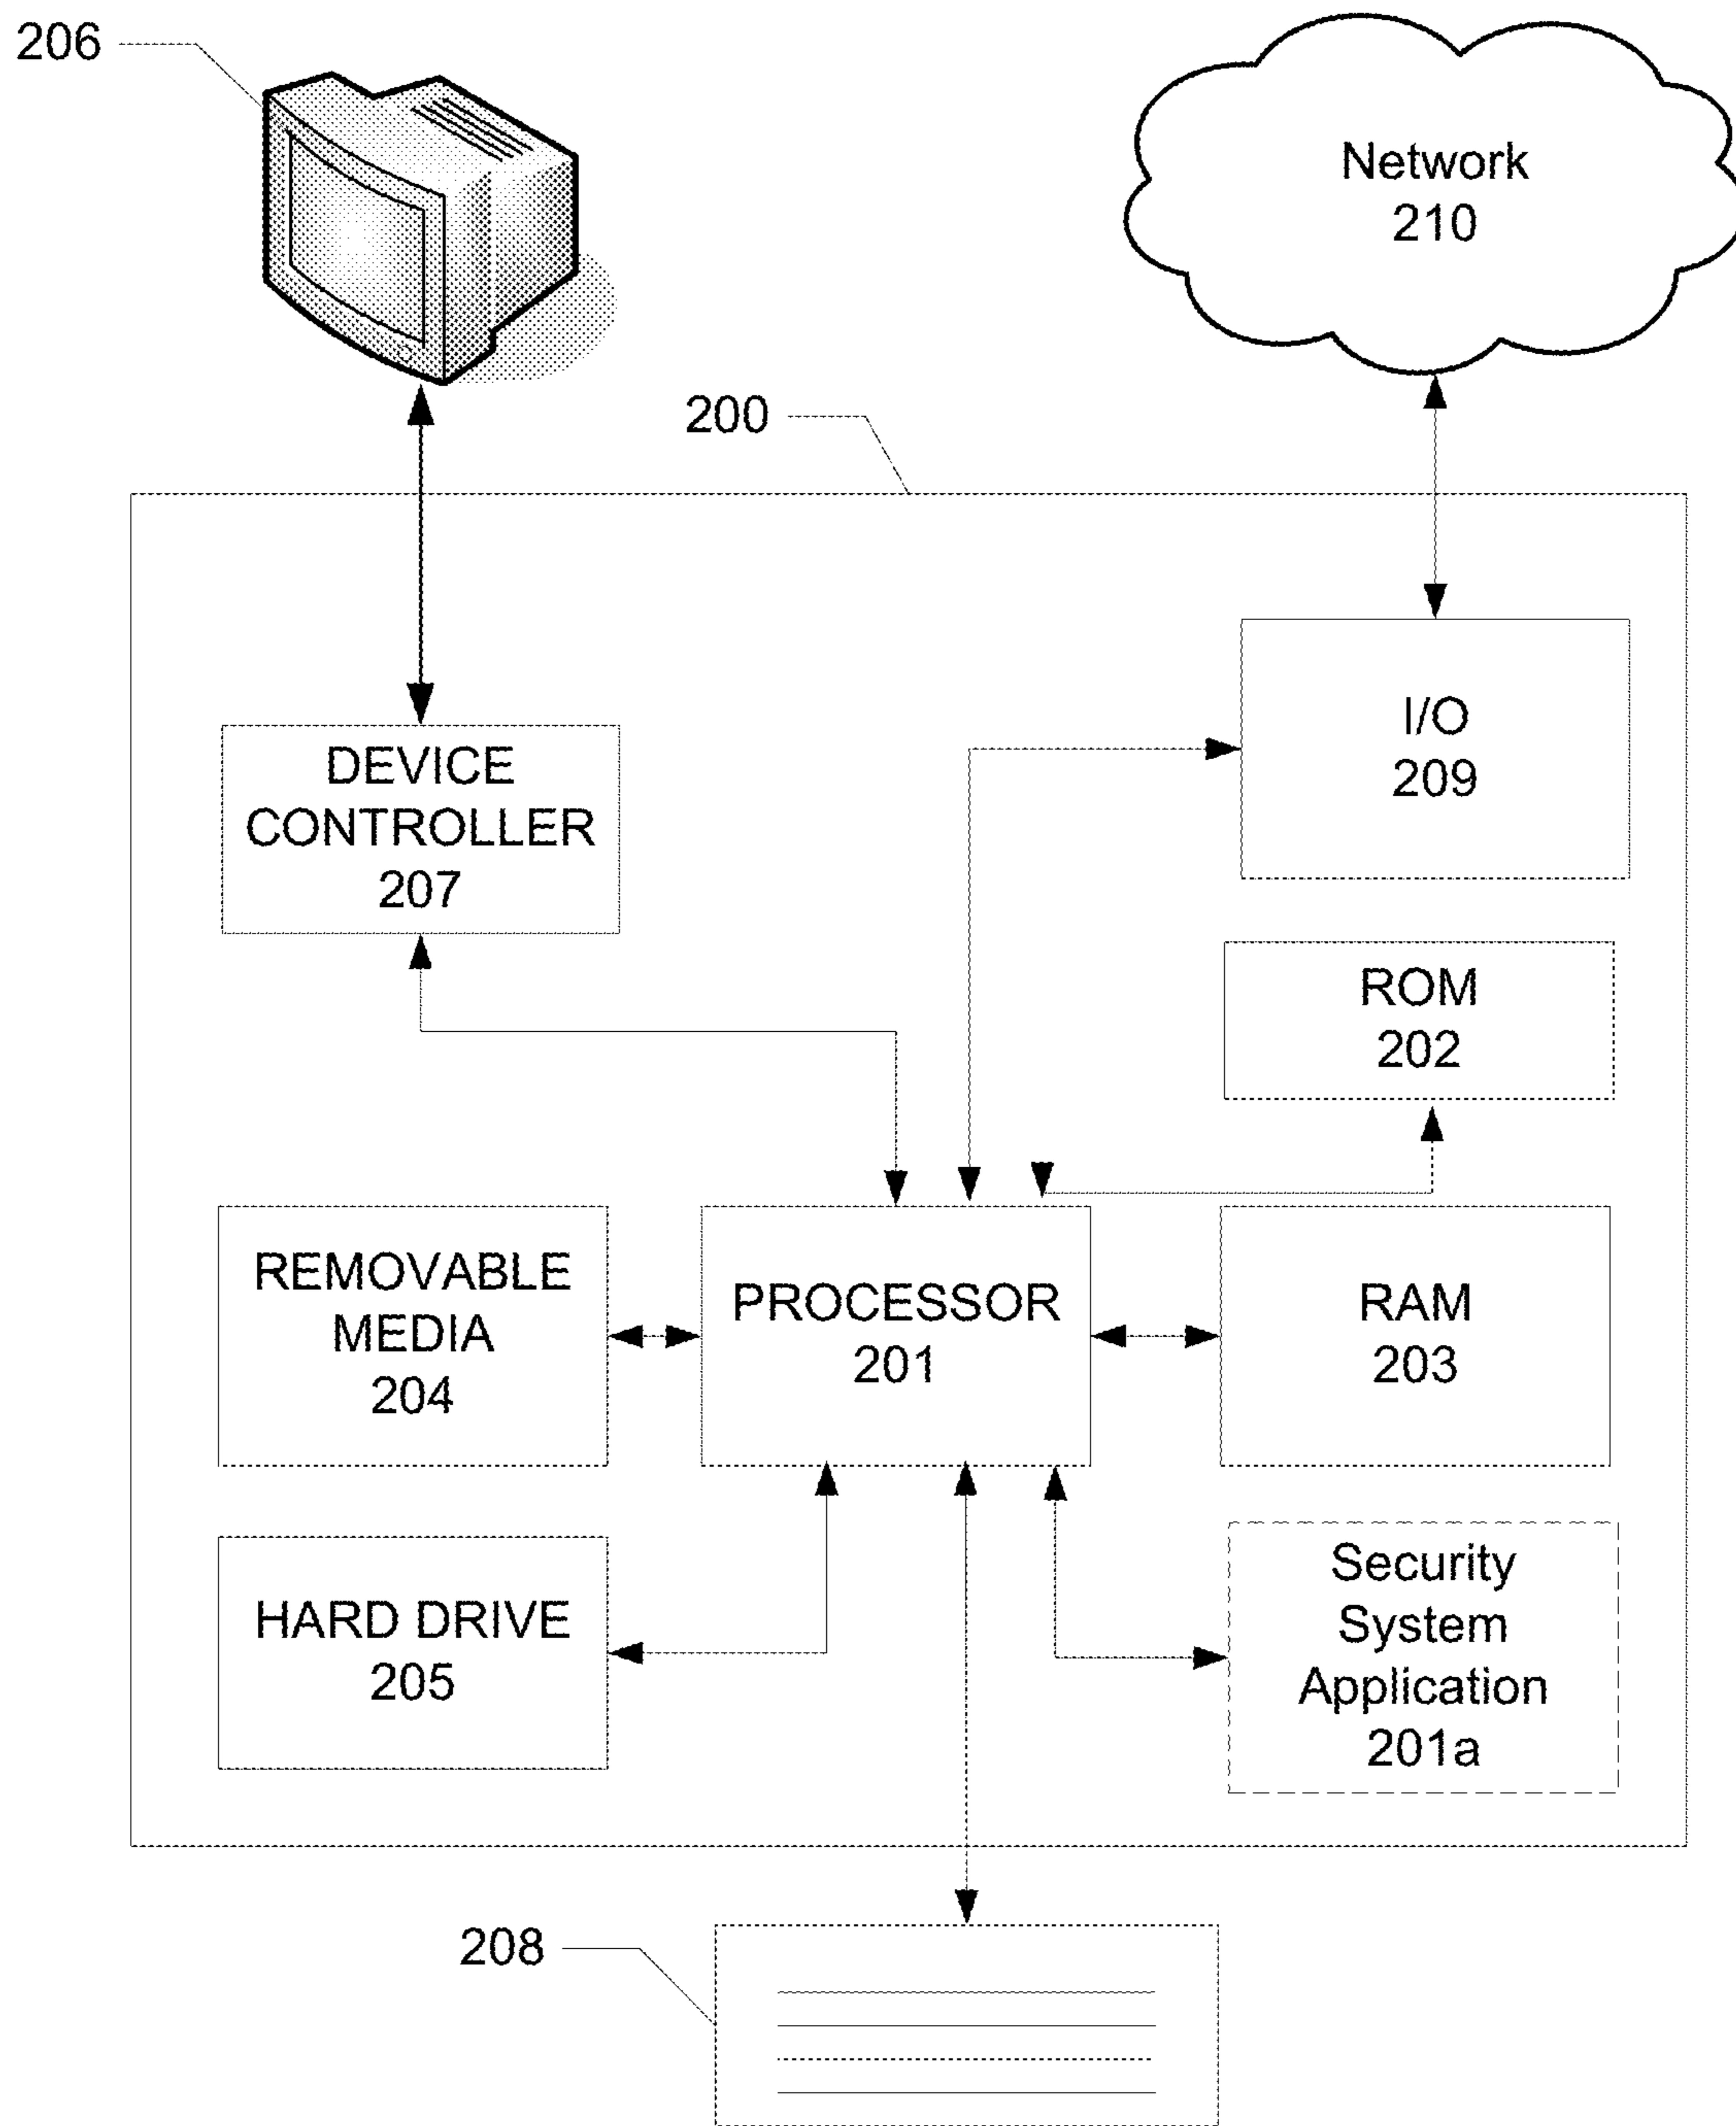 206
Network
210
200
DEVICE
CONTROLLER
207
I/O
209
ROM
202
REMOVABLE
MEDIA
204
PROCESSOR
201
RAM
203
HARD DRIVE
205
Security
System
Application
201a
208